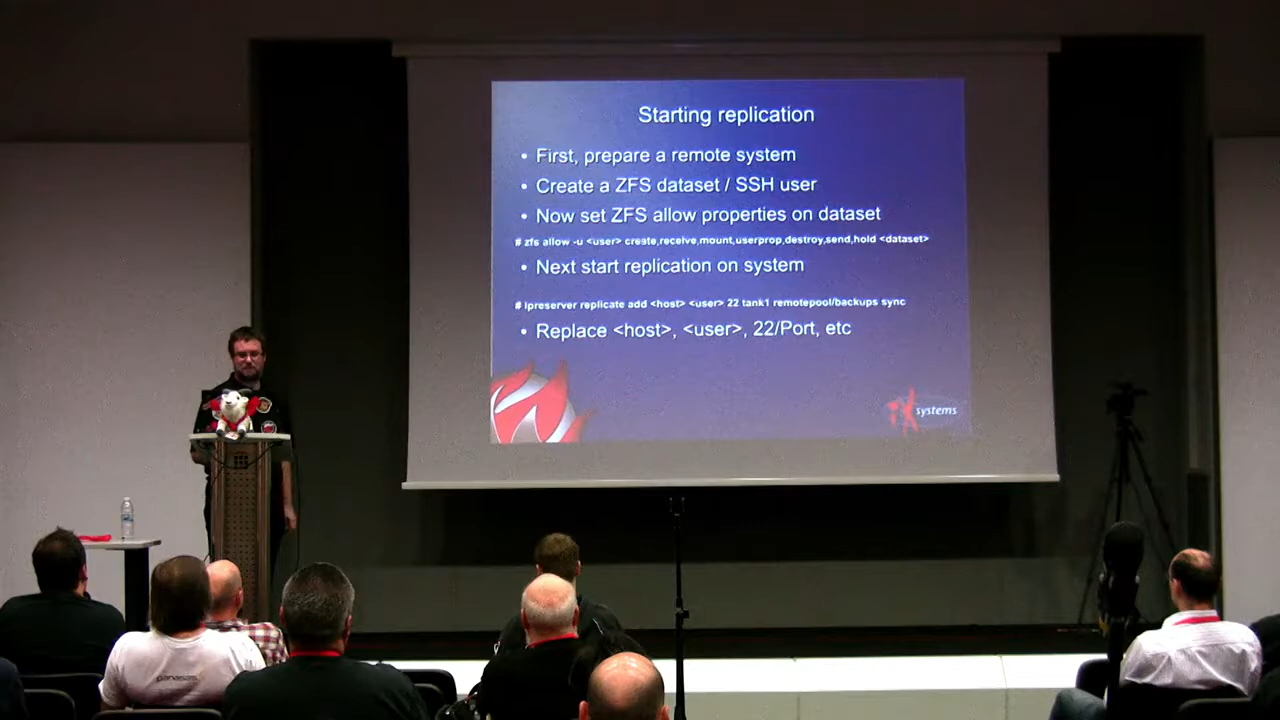 Starting replication
• First, prepare a remote system
• Create a ZFS dataset / SSH user
• Now set ZFS allow properties on dataset
# zfs allow -u <user> create,receive,mount,userprop,destroy,send,hold <dataset>
• Next start replication on system
# lpreserver replicate add <host> <user> 22 tank1 remotepool/backups sync
• Replace <host>, <user>, 22/Port, etc
iXsystems
panasas